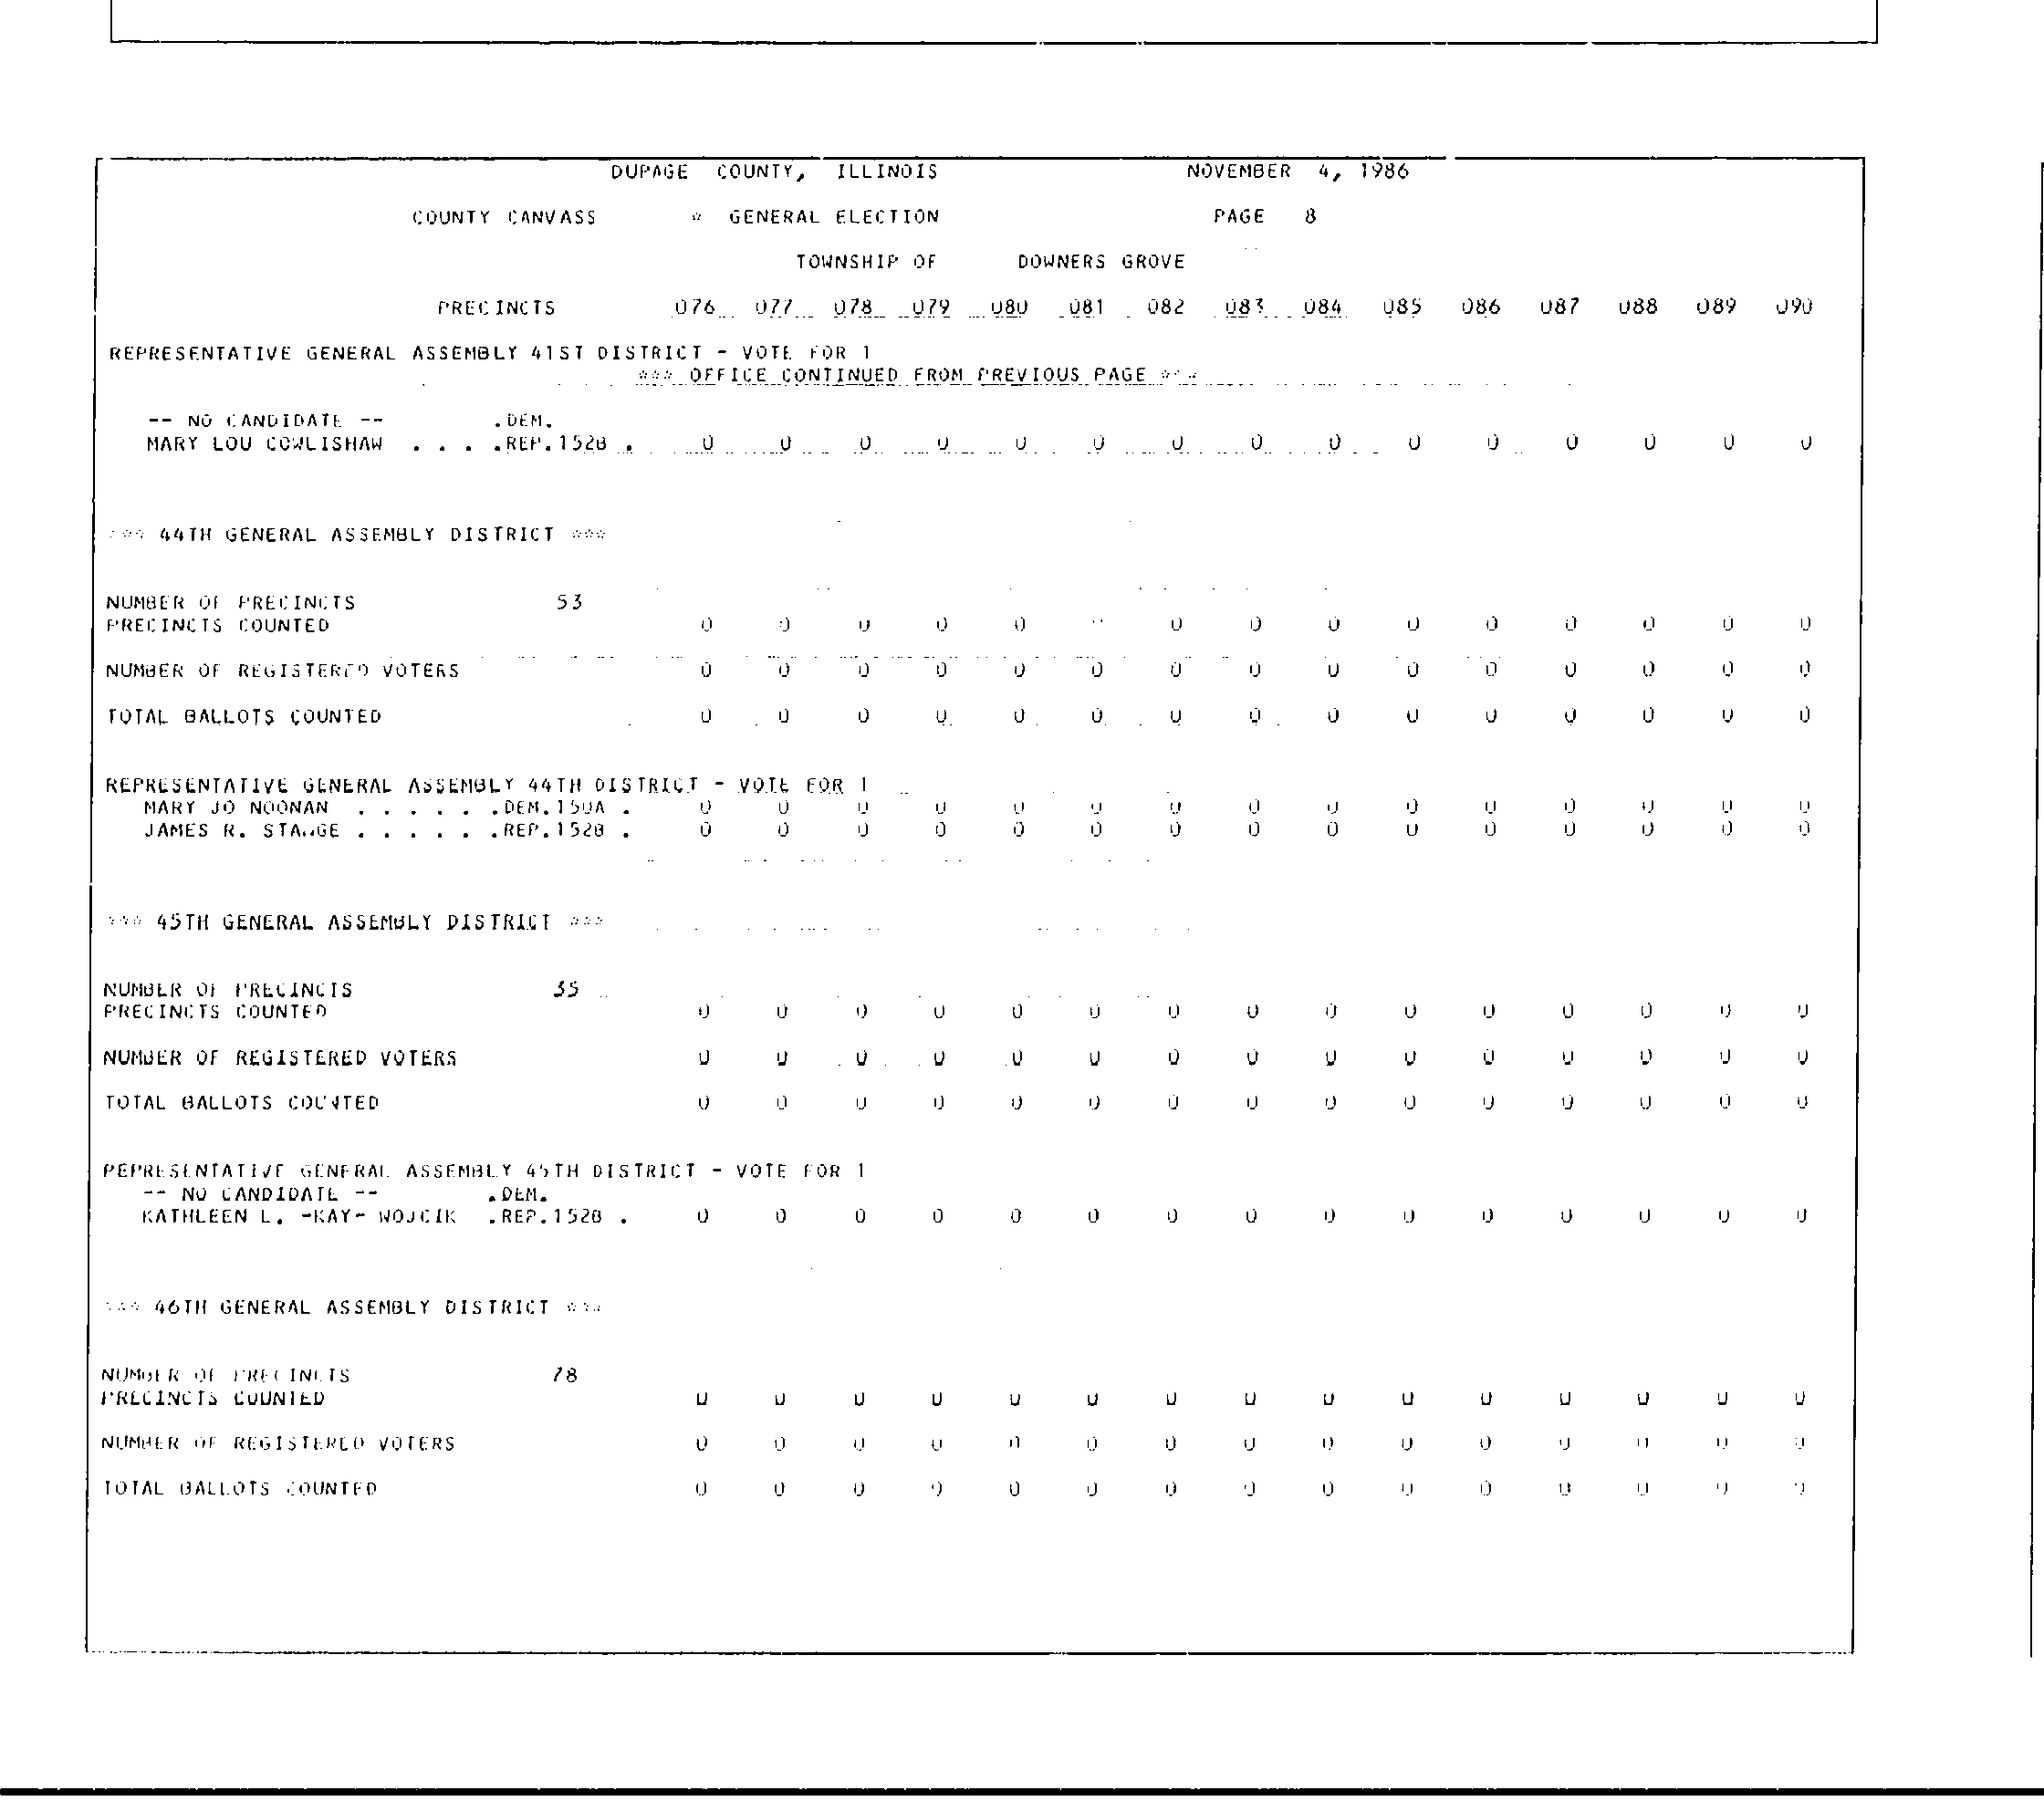 DUPAGE COUNTY, ILLINOIS NOVEMBER 4, 1986
COUNTY CANVASS * GENERAL ELECTION PAGE 8
TOWNSHIP OF DOWNERS GROVE
PRECINCTS 076 077 078 079 080 081 082 083 084 085 086 087 088 089 090
REPRESENTATIVE GENERAL ASSEMBLY 41ST DISTRICT - VOTE FOR 1
*** OFFICE CONTINUED FROM PREVIOUS PAGE ***
-- NO CANDIDATE -- .DEM.
MARY LOU COWLISHAW . . . .REP.152B . 0 0 0 0 0 0 0 0 0 0 0 0 0 0 0
*** 44TH GENERAL ASSEMBLY DISTRICT ***
NUMBER OF PRECINCTS 53
PRECINCTS COUNTED 0 0 0 0 0 0 0 0 0 0 0 0 0 0
NUMBER OF REGISTERED VOTERS 0 0 0 0 0 0 0 0 0 0 0 0 0 0 0
TOTAL BALLOTS COUNTED 0 0 0 0 0 0 0 0 0 0 0 0 0 0 0
REPRESENTATIVE GENERAL ASSEMBLY 44TH DISTRICT - VOTE FOR 1
MARY JO NOONAN . . . . . .DEM.150A . 0 0 0 0 0 0 0 0 0 0 0 0 0 0 0
JAMES R. STANGE . . . . . .REP.152B . 0 0 0 0 0 0 0 0 0 0 0 0 0 0 0
*** 45TH GENERAL ASSEMBLY DISTRICT ***
NUMBER OF PRECINCTS 35
PRECINCTS COUNTED 0 0 0 0 0 0 0 0 0 0 0 0 0 0 0
NUMBER OF REGISTERED VOTERS 0 0 0 0 0 0 0 0 0 0 0 0 0 0 0
TOTAL BALLOTS COUNTED 0 0 0 0 0 0 0 0 0 0 0 0 0 0 0
REPRESENTATIVE GENERAL ASSEMBLY 45TH DISTRICT - VOTE FOR 1
-- NO CANDIDATE -- .DEM.
KATHLEEN L. -KAY- WOJCIK .REP.152B . 0 0 0 0 0 0 0 0 0 0 0 0 0 0 0
*** 46TH GENERAL ASSEMBLY DISTRICT ***
NUMBER OF PRECINCTS 78
PRECINCTS COUNTED 0 0 0 0 0 0 0 0 0 0 0 0 0 0 0
NUMBER OF REGISTERED VOTERS 0 0 0 0 0 0 0 0 0 0 0 0 0 0 0
TOTAL BALLOTS COUNTED 0 0 0 0 0 0 0 0 0 0 0 0 0 0 0